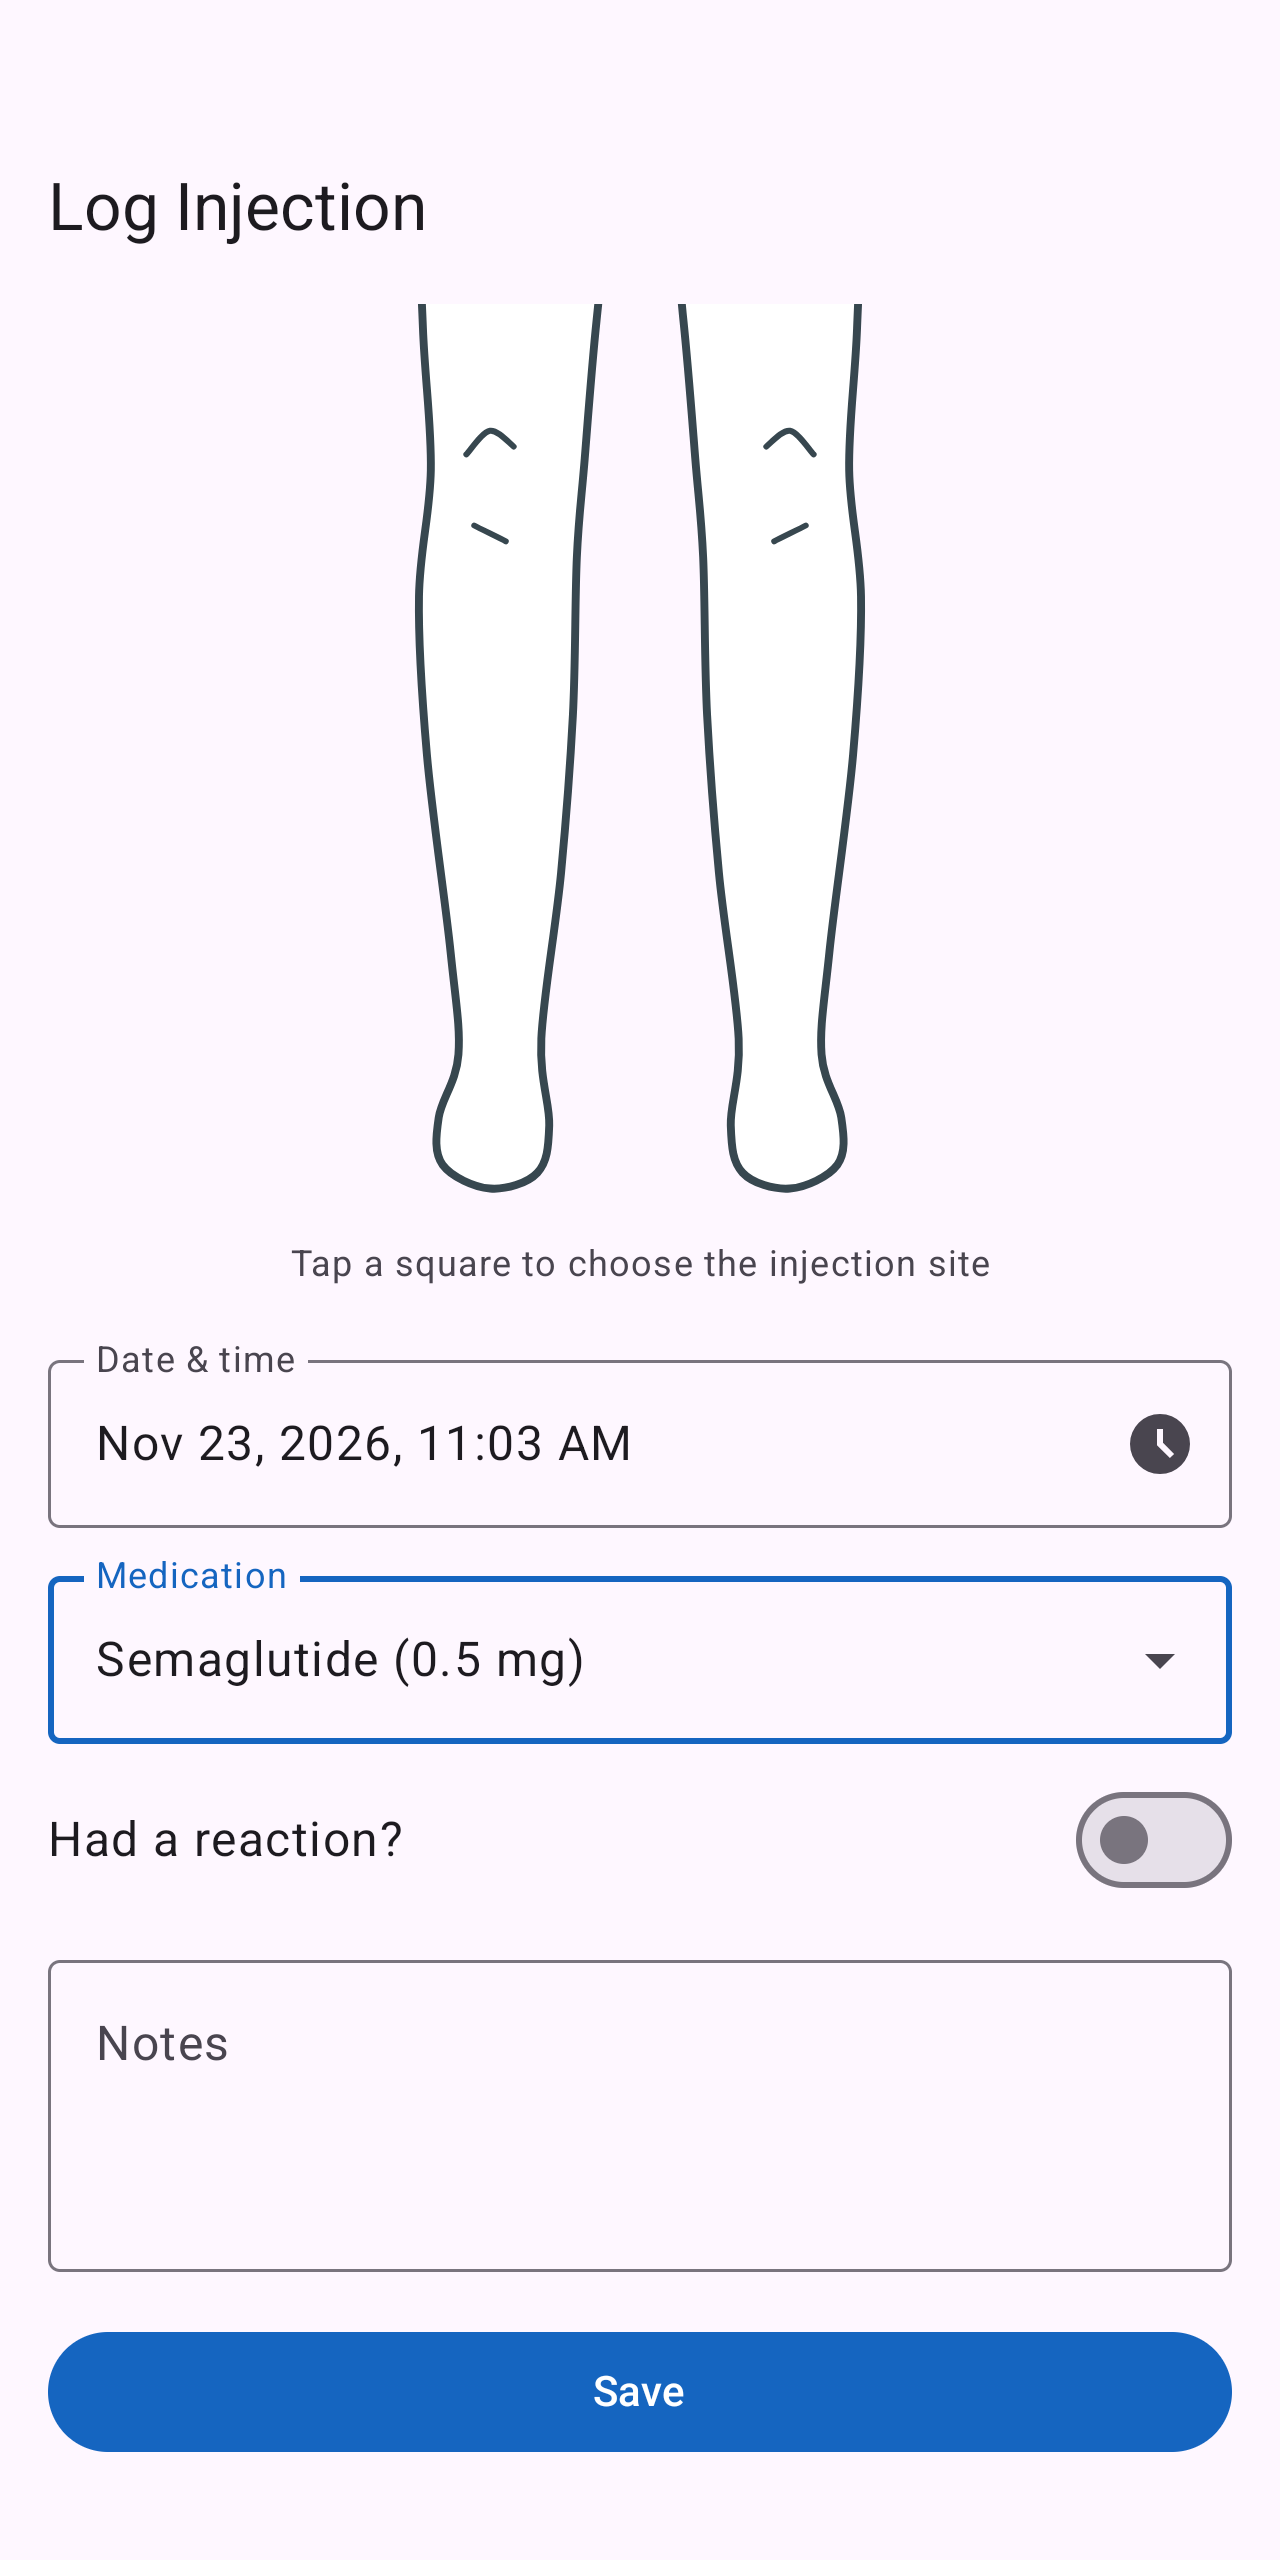 Log Injection
Tap a square to choose the injection site
Date & time
Nov 23, 2026, 11:03 AM
Medication
Semaglutide (0.5 mg)
Had a reaction?
Notes
Save